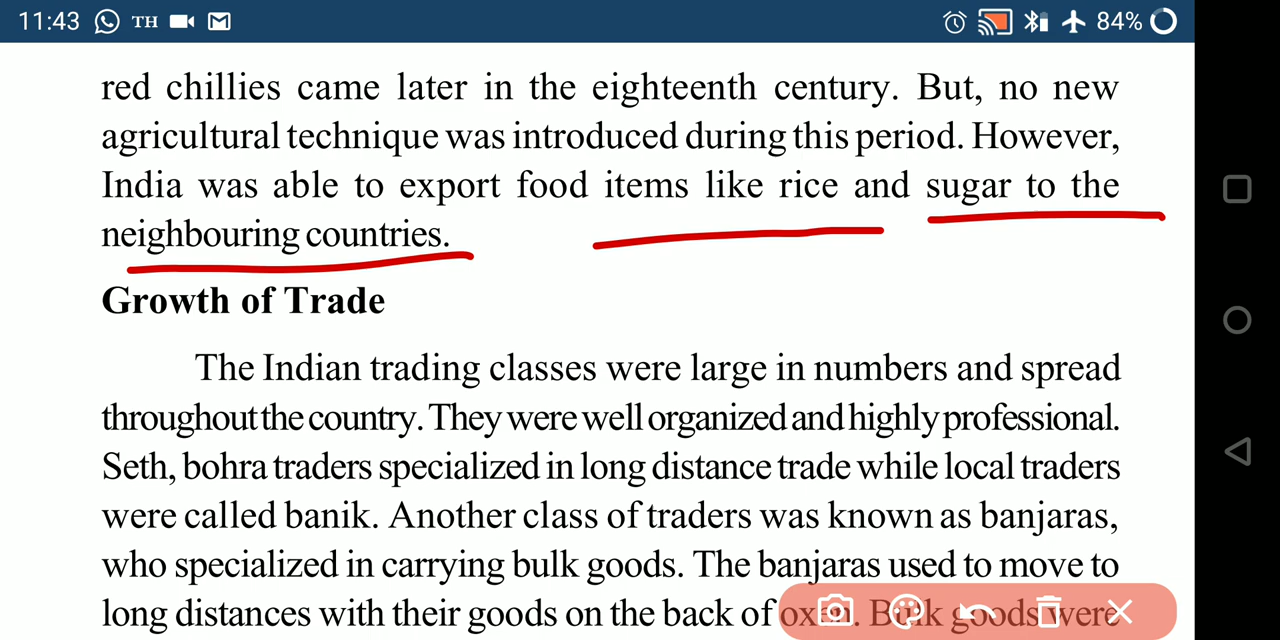 11:43 TH 84%
red chillies came later in the eighteenth century. But, no new
agricultural technique was introduced during this period. However,
India was able to export food items like rice and sugar to the
neighbouring countries.
Growth of Trade
The Indian trading classes were large in numbers and spread
throughout the country. They were well organized and highly professional.
Seth, bohra traders specialized in long distance trade while local traders
were called banik. Another class of traders was known as banjaras,
who specialized in carrying bulk goods. The banjaras used to move to
long distances with their goods on the back of oxen. Bulk goods were